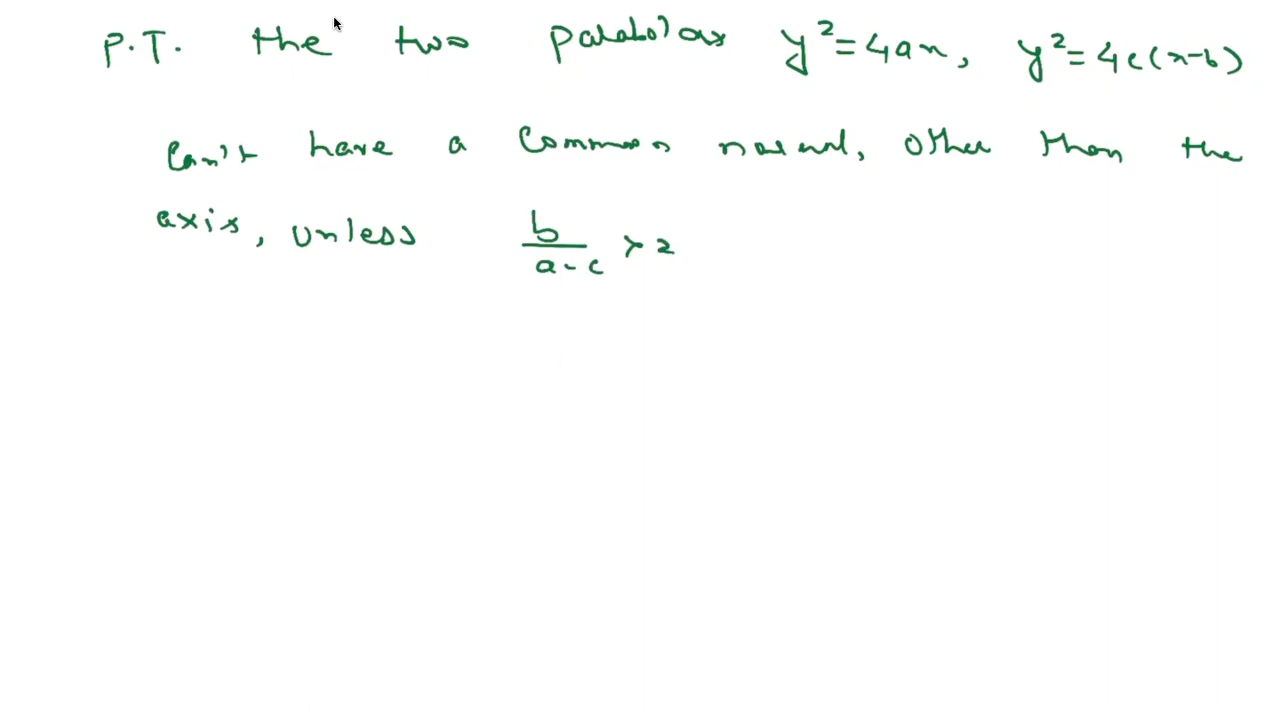 P.T. the two parabolas y²=4ax, y²=4c(x-b)
Can't have a common normal, other than the
axis, unless b/(a-c) > 2